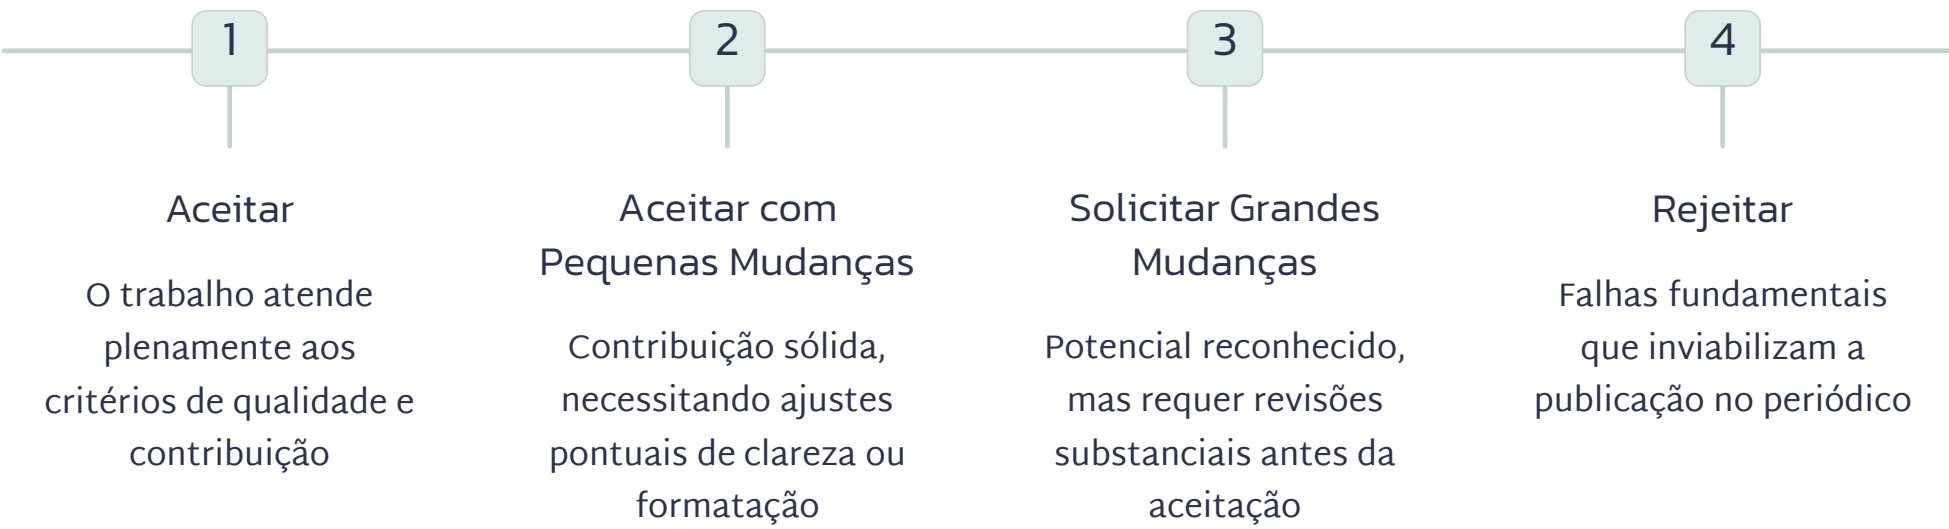 1
Aceitar
O trabalho atende
plenamente aos
critérios de qualidade e
contribuição
2
Aceitar com
Pequenas Mudanças
Contribuição sólida,
necessitando ajustes
pontuais de clareza ou
formatação
3
Solicitar Grandes
Mudanças
Potencial reconhecido,
mas requer revisões
substanciais antes da
aceitação
4
Rejeitar
Falhas fundamentais
que inviabilizam a
publicação no periódico